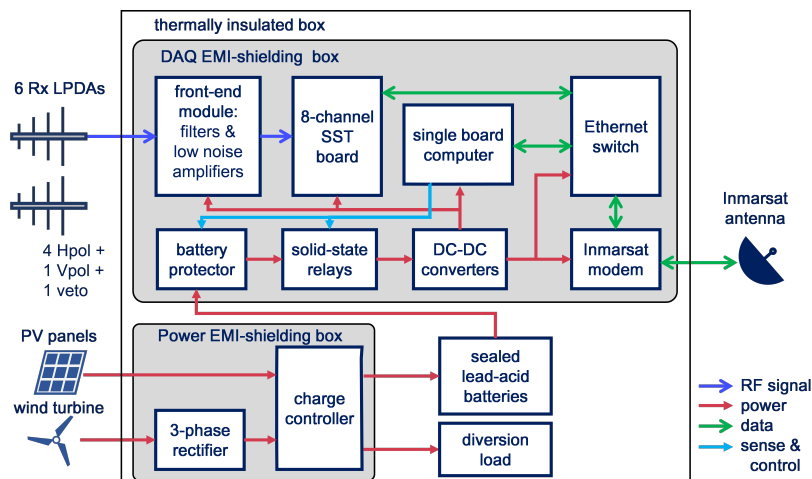 thermally insulated box
DAQ EMI-shielding box
6 Rx LPDAs
front-end
module:
filters &
low noise
amplifiers
8-channel
SST
board
single board
computer
Ethernet
switch
Inmarsat
antenna
4 Hpol +
1 Vpol +
1 veto
battery
protector
solid-state
relays
DC-DC
converters
Inmarsat
modem
PV panels
Power EMI-shielding box
wind turbine
charge
controller
3-phase
rectifier
sealed
lead-acid
batteries
diversion
load
RF signal
power
data
sense &
control